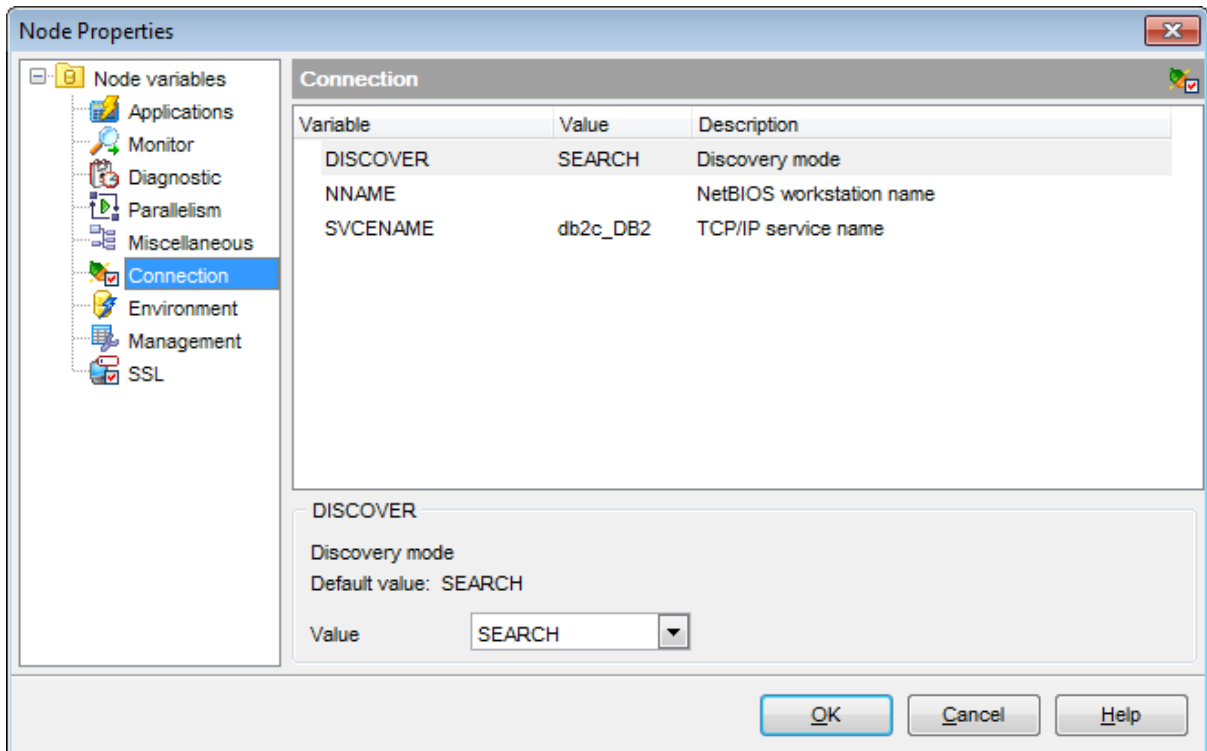 Node Properties
Node variables
Applications
Monitor
Diagnostic
Parallelism
Miscellaneous
Connection
Environment
Management
SSL
Connection
Variable Value Description
DISCOVER SEARCH Discovery mode
NNAME NetBIOS workstation name
SVCENAME db2c_DB2 TCP/IP service name
DISCOVER
Discovery mode
Default value: SEARCH
Value SEARCH
OK Cancel Help